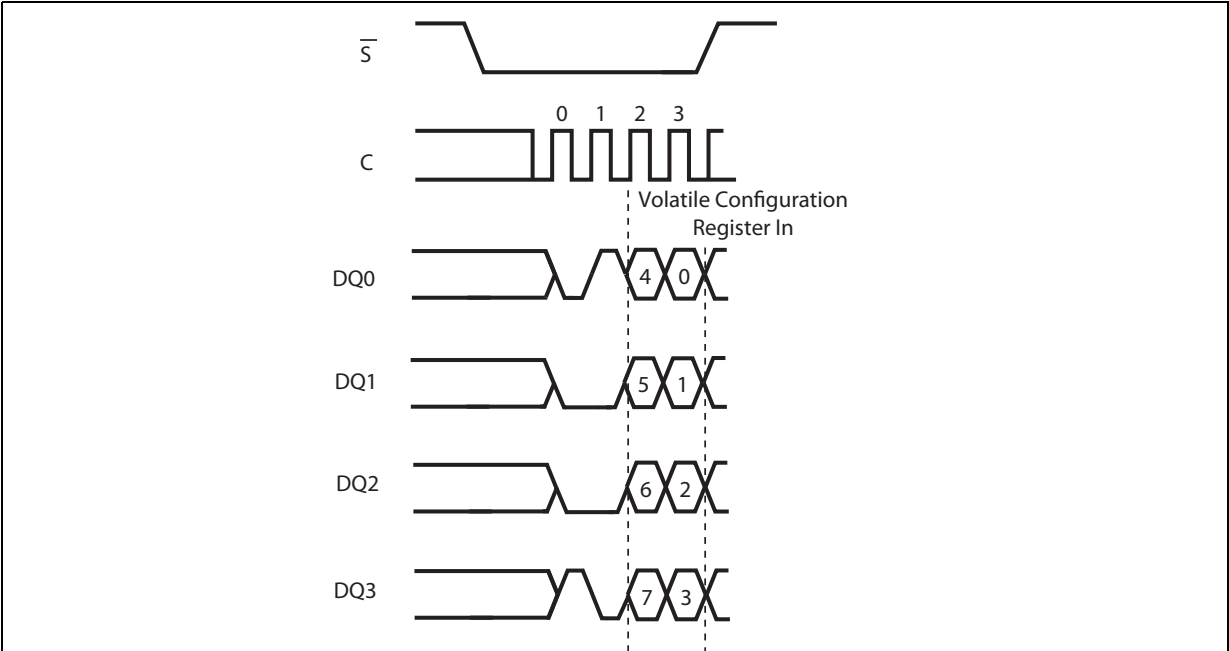 S
0 1 2 3
C
Volatile Configuration
Register In
DQ0
4 0
DQ1
5 1
DQ2
6 2
DQ3
7 3